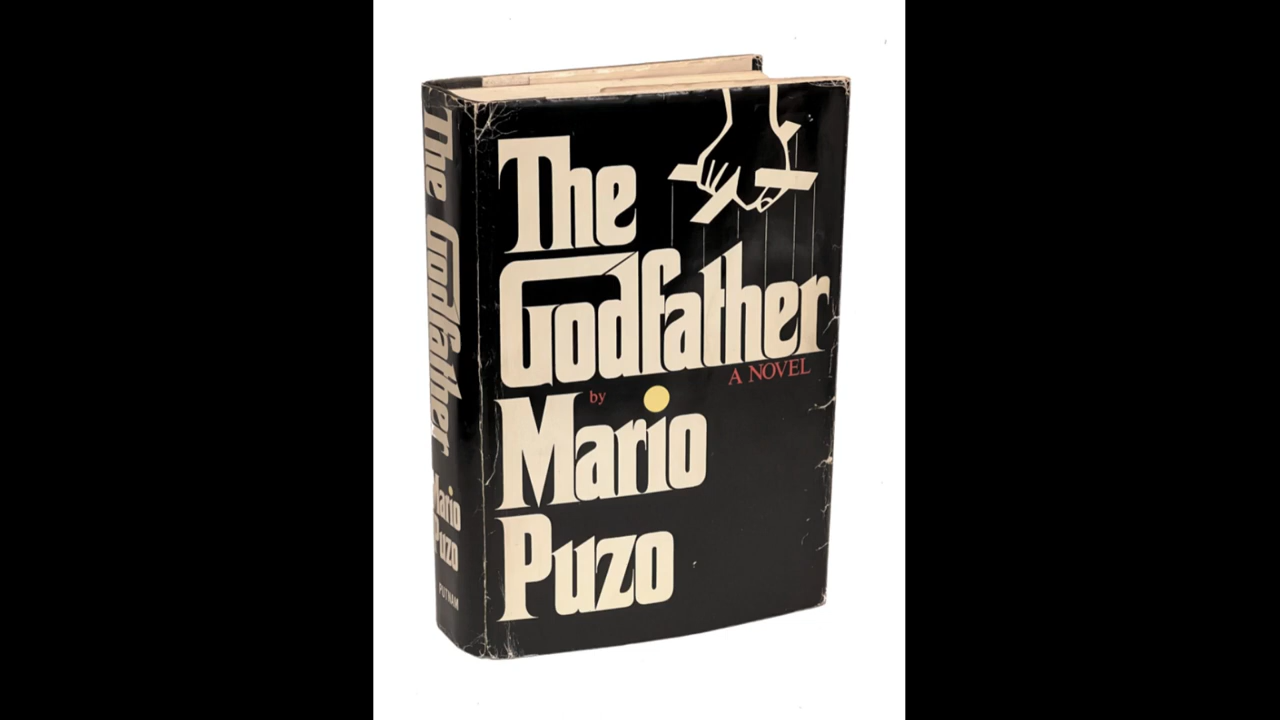 The
Godfather
A NOVEL
by
Mario
Puzo
The Godfather
Mario
Puzo
PUTNAM